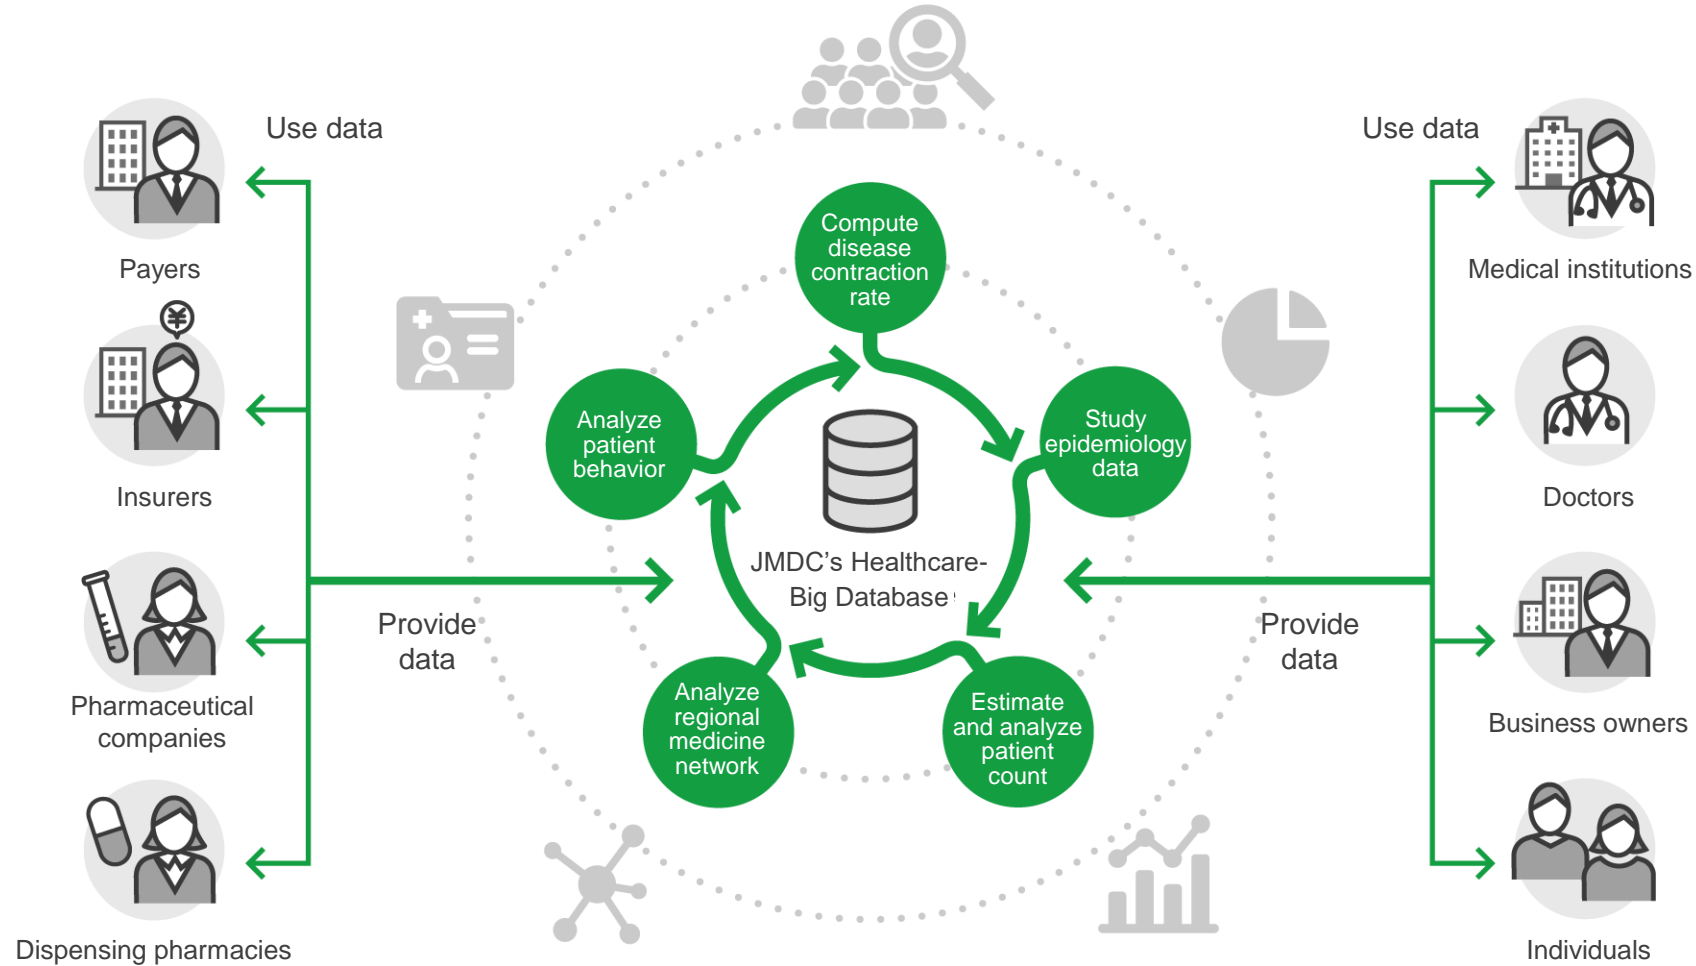 Use data
Payers
¥
Insurers
Pharmaceutical
companies
Dispensing pharmacies
Provide
data
Compute
disease
contraction
rate
Analyze
patient
behavior
Study
epidemiology
data
JMDC’s Healthcare-
Big Database
Analyze
regional
medicine
network
Estimate
and analyze
patient
count
Use data
Medical institutions
Doctors
Provide
data
Business owners
Individuals